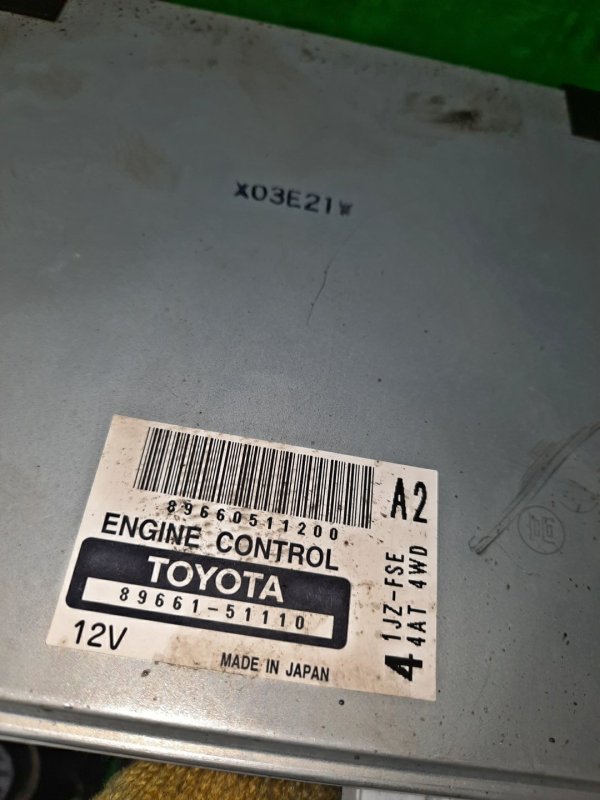 X03E21
89660511200
A2
ENGINE CONTROL
TOYOTA
89661-51110
12V
MADE IN JAPAN
1JZ-FSE
4AT 4WD
4